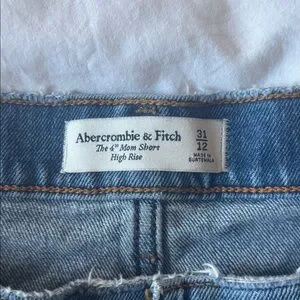 Abercrombie & Fitch
The 4" Mom Short
High Rise
31
12
MADE IN
GUATEMALA